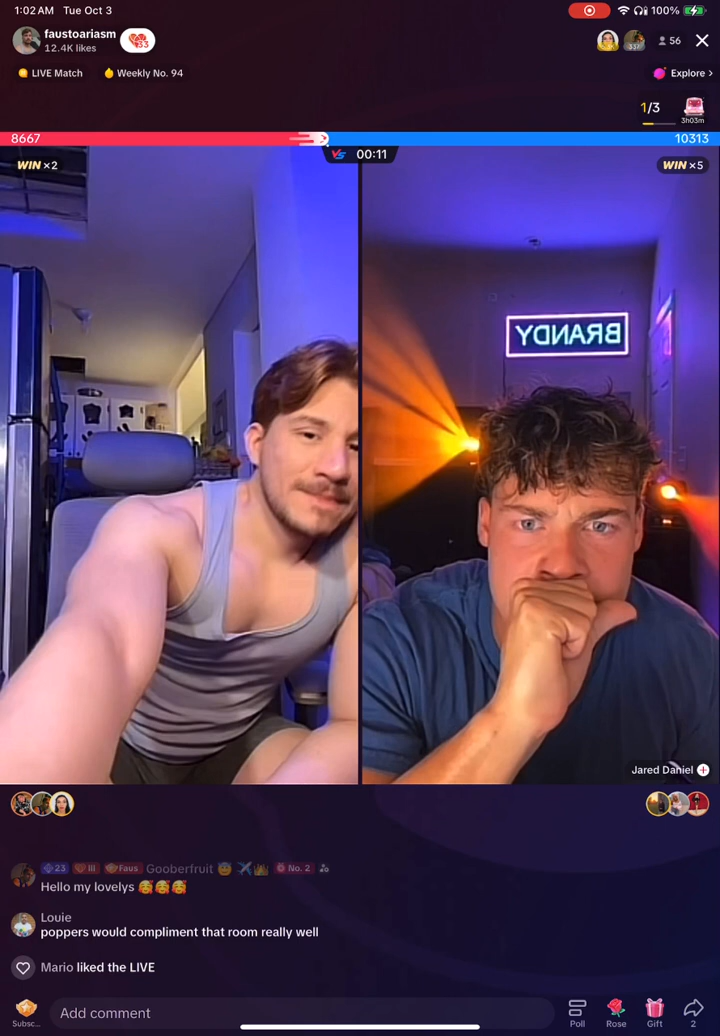 1:02 AM Tue Oct 3
100%
faustoariasm
12.4K likes
33
56
LIVE Match
Weekly No. 94
Explore >
1/3
3h03m
8667
10313
VS 00:11
WIN ×2
WIN ×5
BRANDY
Jared Daniel
23 III Faus Gooberfruit 😇 ✈️👑 No. 2
Hello my lovelys 🥰🥰🥰
Louie
poppers would compliment that room really well
Mario liked the LIVE
Subsc...
Add comment
Poll
Rose
Gift
2